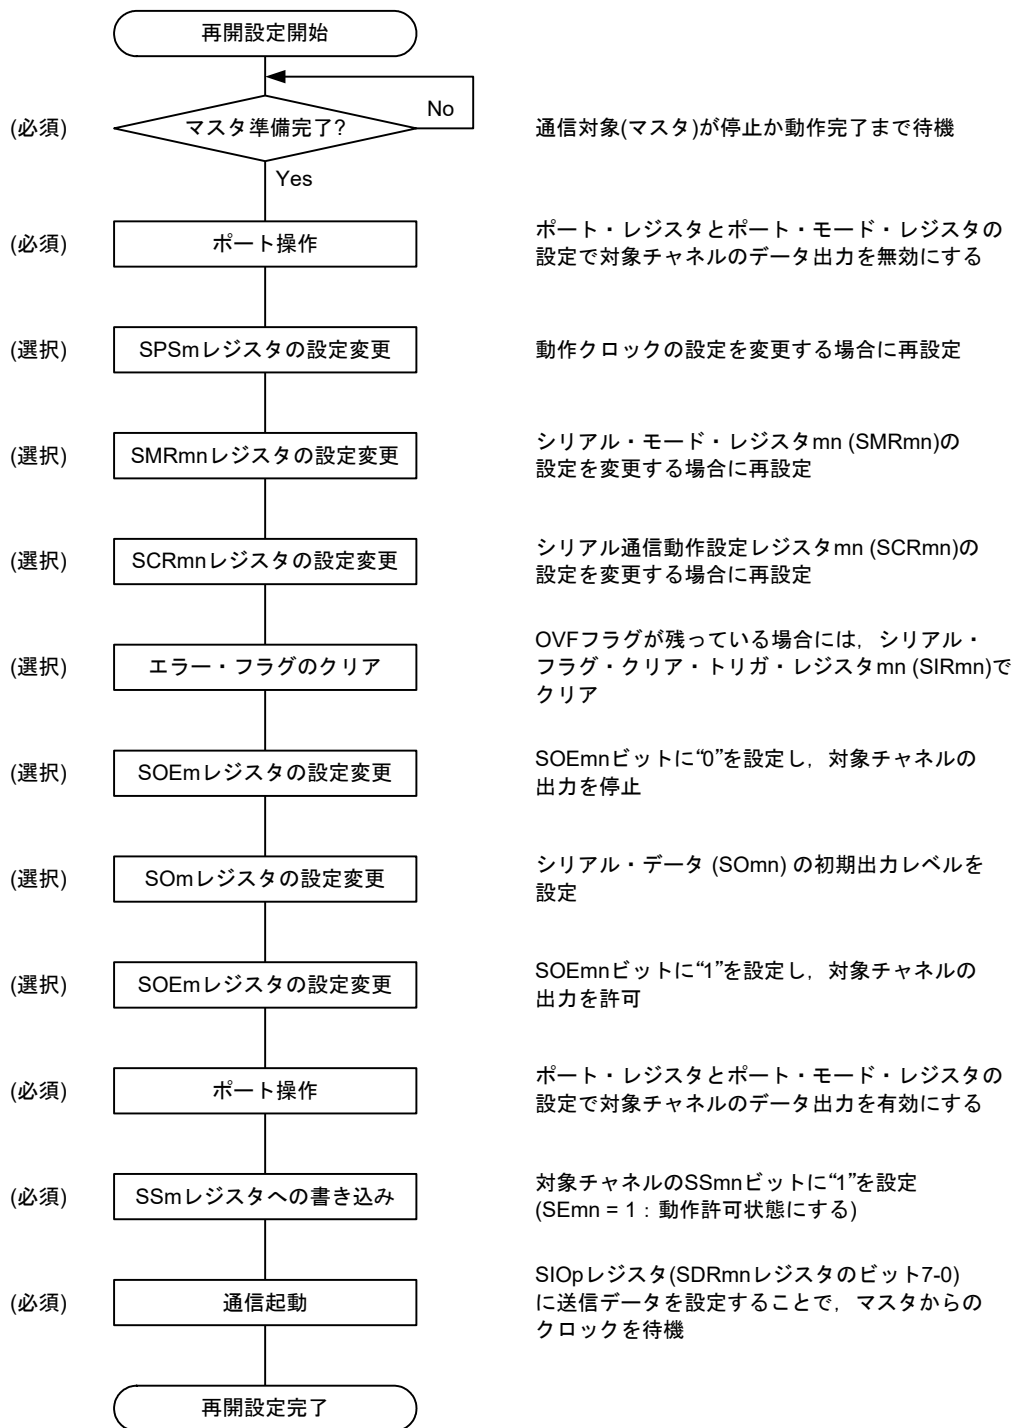 再開設定開始
No
(必須)
マスタ準備完了?
通信対象(マスタ)が停止か動作完了まで待機
Yes
(必須)
ポート操作
ポート・レジスタとポート・モード・レジスタの
設定で対象チャネルのデータ出力を無効にする
(選択)
SPSmレジスタの設定変更
動作クロックの設定を変更する場合に再設定
(選択)
SMRmnレジスタの設定変更
シリアル・モード・レジスタmn (SMRmn)の
設定を変更する場合に再設定
(選択)
SCRmnレジスタの設定変更
シリアル通信動作設定レジスタmn (SCRmn)の
設定を変更する場合に再設定
(選択)
エラー・フラグのクリア
OVFフラグが残っている場合には，シリアル・
フラグ・クリア・トリガ・レジスタmn (SIRmn)で
クリア
(選択)
SOEmレジスタの設定変更
SOEmnビットに“0”を設定し，対象チャネルの
出力を停止
(選択)
SOmレジスタの設定変更
シリアル・データ (SOmn) の初期出力レベルを
設定
(選択)
SOEmレジスタの設定変更
SOEmnビットに“1”を設定し，対象チャネルの
出力を許可
(必須)
ポート操作
ポート・レジスタとポート・モード・レジスタの
設定で対象チャネルのデータ出力を有効にする
(必須)
SSmレジスタへの書き込み
対象チャネルのSSmnビットに“1”を設定
(SEmn = 1：動作許可状態にする)
(必須)
通信起動
SIOpレジスタ(SDRmnレジスタのビット7-0)
に送信データを設定することで，マスタからの
クロックを待機
再開設定完了